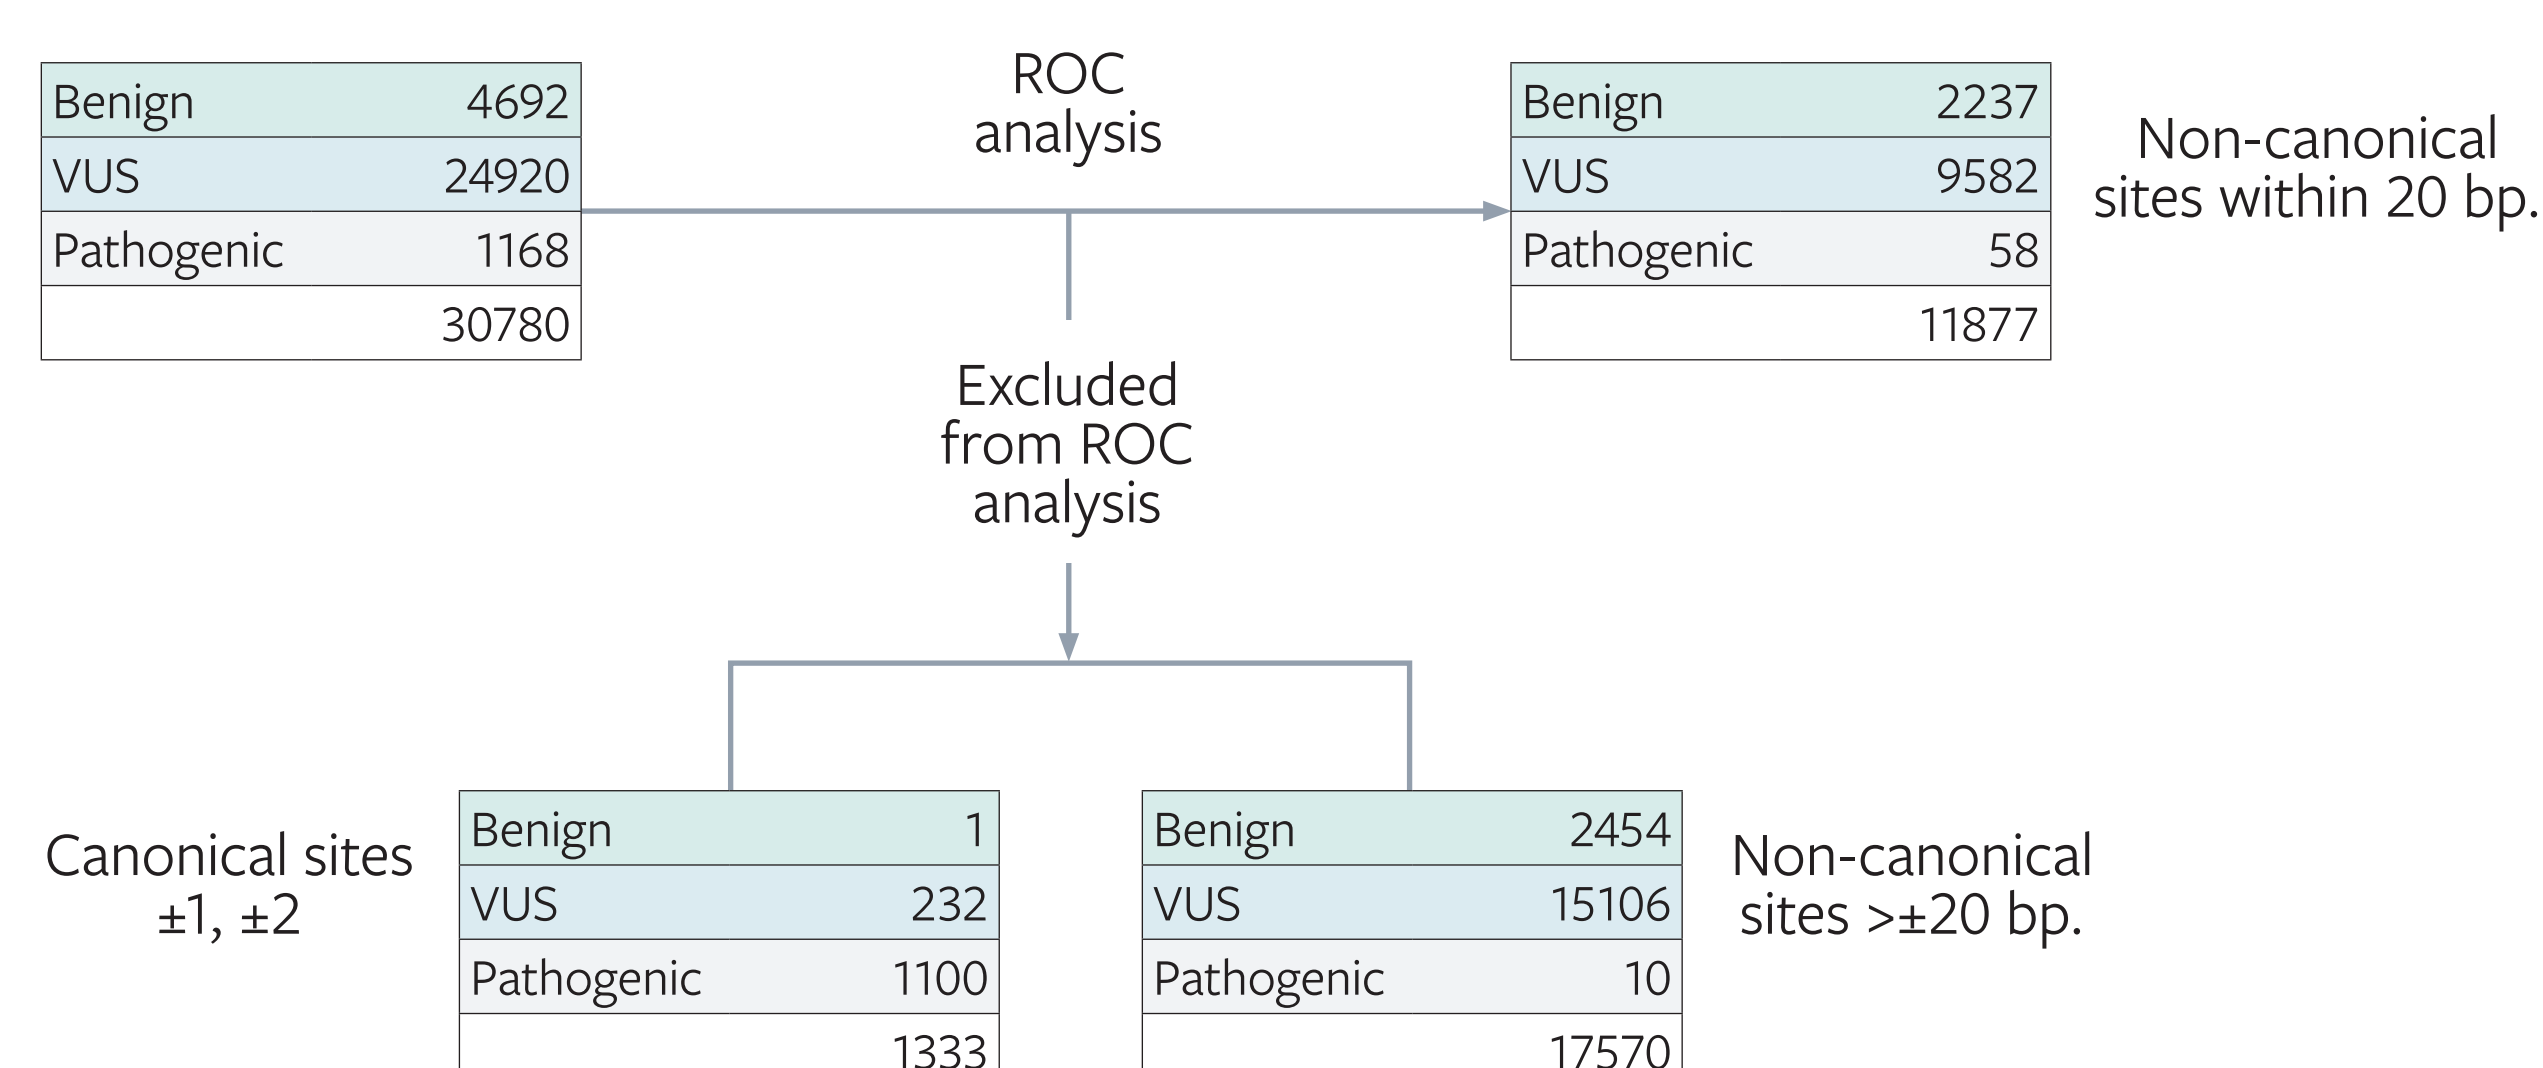 Benign 4692
VUS 24920
Pathogenic 1168
30780
ROC
analysis
Benign 2237
VUS 9582
Pathogenic 58
11877
Non-canonical
sites within 20 bp.
Excluded
from ROC
analysis
Canonical sites
±1, ±2
Benign 1
VUS 232
Pathogenic 1100
1333
Benign 2454
VUS 15106
Pathogenic 10
17570
Non-canonical
sites >±20 bp.